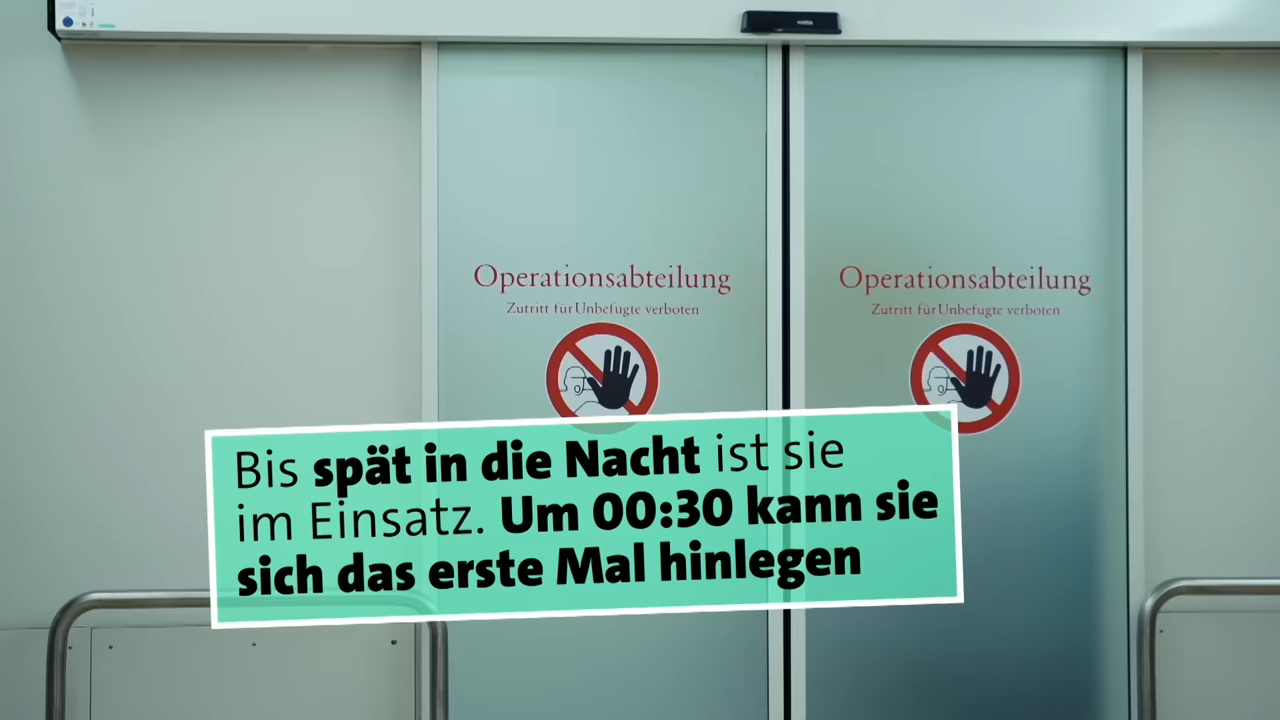 Operationsabteilung
Zutritt für Unbefugte verboten
Operationsabteilung
Zutritt für Unbefugte verboten
Bis spät in die Nacht ist sie
im Einsatz. Um 00:30 kann sie
sich das erste Mal hinlegen